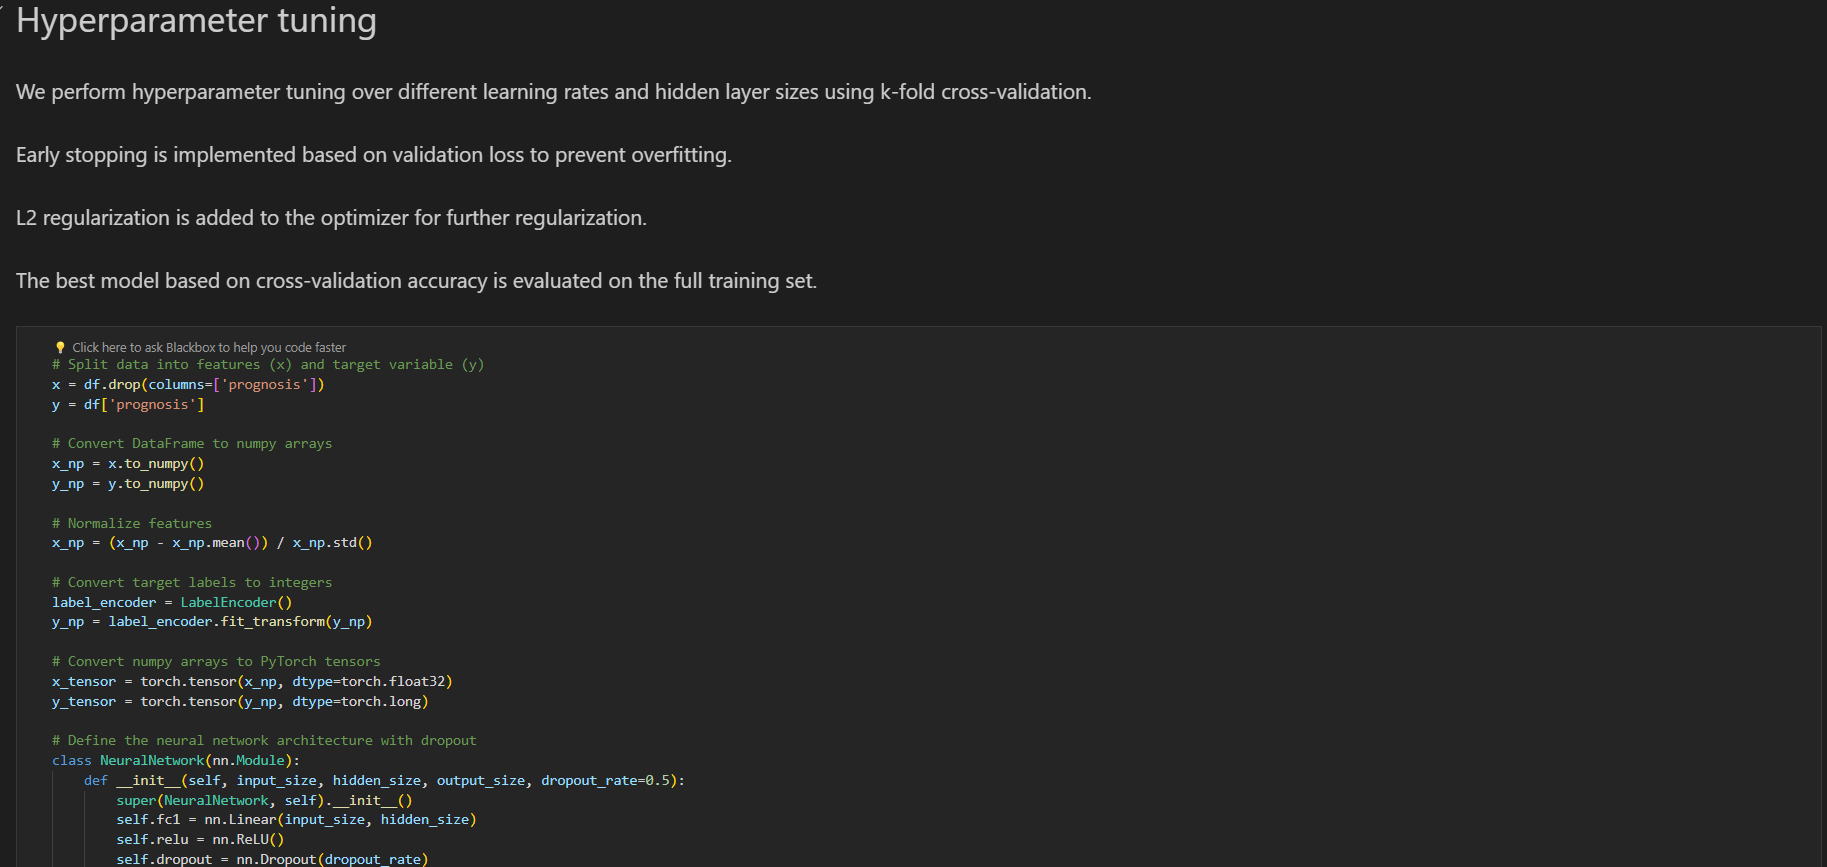 Hyperparameter tuning
We perform hyperparameter tuning over different learning rates and hidden layer sizes using k-fold cross-validation.
Early stopping is implemented based on validation loss to prevent overfitting.
L2 regularization is added to the optimizer for further regularization.
The best model based on cross-validation accuracy is evaluated on the full training set.
Click here to ask Blackbox to help you code faster
# Split data into features (x) and target variable (y)
x = df.drop(columns=['prognosis'])
y = df['prognosis']
# Convert DataFrame to numpy arrays
x_np = x.to_numpy()
y_np = y.to_numpy()
# Normalize features
x_np = (x_np - x_np.mean()) / x_np.std()
# Convert target labels to integers
label_encoder = LabelEncoder()
y_np = label_encoder.fit_transform(y_np)
# Convert numpy arrays to PyTorch tensors
x_tensor = torch.tensor(x_np, dtype=torch.float32)
y_tensor = torch.tensor(y_np, dtype=torch.long)
# Define the neural network architecture with dropout
class NeuralNetwork(nn.Module):
    def __init__(self, input_size, hidden_size, output_size, dropout_rate=0.5):
        super(NeuralNetwork, self).__init__()
        self.fc1 = nn.Linear(input_size, hidden_size)
        self.relu = nn.ReLU()
        self.dropout = nn.Dropout(dropout_rate)